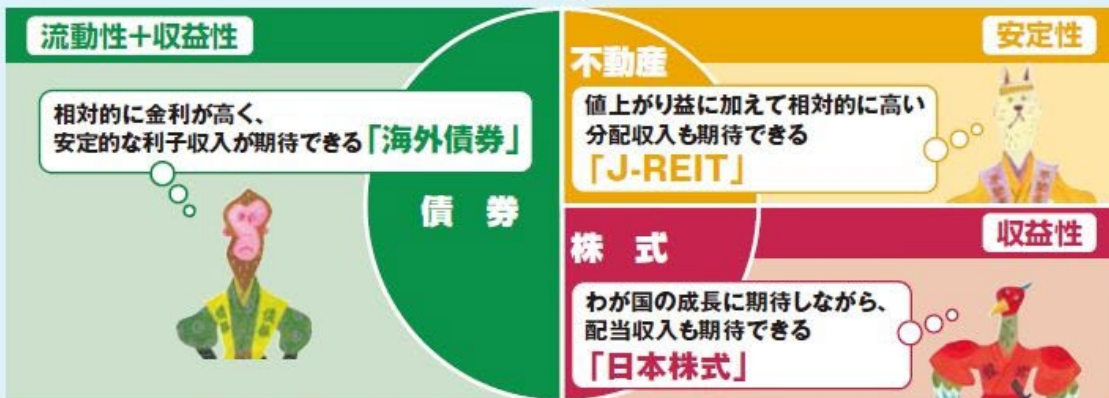 流動性+収益性
相対的に金利が高く、
安定的な利子収入が期待できる「海外債券」
債券
不動産
安定性
値上がり益に加えて相対的に高い
分配収入も期待できる
「J-REIT」
株式
収益性
わが国の成長に期待しながら、
配当収入も期待できる
「日本株式」